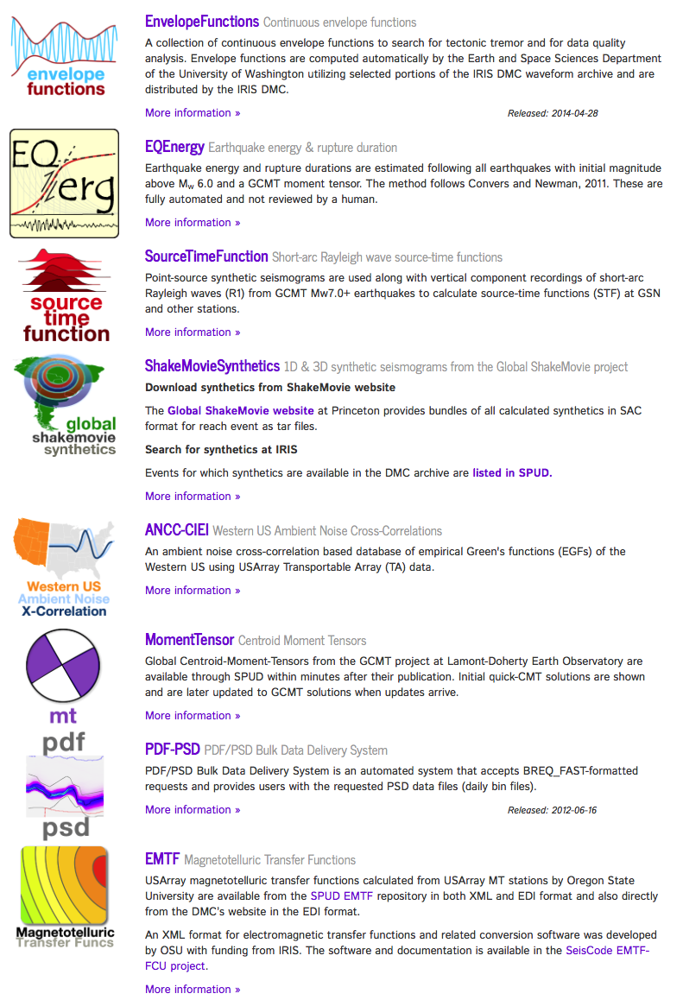 EnvelopeFunctions Continuous envelope functions
A collection of continuous envelope functions to search for tectonic tremor and for data quality
analysis. Envelope functions are computed automatically by the Earth and Space Sciences Department
of the University of Washington utilizing selected portions of the IRIS DMC waveform archive and are
distributed by the IRIS DMC.
envelope
functions
More information »
Released: 2014-04-28
EQ
Energ
EQEnergy Earthquake energy & rupture duration
Earthquake energy and rupture durations are estimated following all earthquakes with initial magnitude
above Mw 6.0 and a GCMT moment tensor. The method follows Convers and Newman, 2011. These are
fully automated and not reviewed by a human.
More information »
SourceTimeFunction Short-arc Rayleigh wave source-time functions
Point-source synthetic seismograms are used along with vertical component recordings of short-arc
Rayleigh waves (R1) from GCMT Mw7.0+ earthquakes to calculate source-time functions (STF) at GSN
and other stations.
source
time
function
More information »
ShakeMovieSynthetics 1D & 3D synthetic seismograms from the Global ShakeMovie project
Download synthetics from ShakeMovie website
The Global ShakeMovie website at Princeton provides bundles of all calculated synthetics in SAC
format for reach event as tar files.
global
shakemovie
synthetics
Search for synthetics at IRIS
Events for which synthetics are available in the DMC archive are listed in SPUD.
More information »
ANCC-CIEI Western US Ambient Noise Cross-Correlations
An ambient noise cross-correlation based database of empirical Green's functions (EGFs) of the
Western US using USArray Transportable Array (TA) data.
Western US
Ambient Noise
X-Correlation
More information »
MomentTensor Centroid Moment Tensors
Global Centroid-Moment-Tensors from the GCMT project at Lamont-Doherty Earth Observatory are
available through SPUD within minutes after their publication. Initial quick-CMT solutions are shown
and are later updated to GCMT solutions when updates arrive.
mt
More information »
pdf
psd
PDF-PSD PDF/PSD Bulk Data Delivery System
PDF/PSD Bulk Data Delivery System is an automated system that accepts BREQ_FAST-formatted
requests and provides users with the requested PSD data files (daily bin files).
More information »
Released: 2012-06-16
EMTF Magnetotelluric Transfer Functions
USArray magnetotelluric transfer functions calculated from USArray MT stations by Oregon State
University are available from the SPUD EMTF repository in both XML and EDI format and also directly
from the DMC's website in the EDI format.
Magnetotelluric
Transfer Funcs
An XML format for electromagnetic transfer functions and related conversion software was developed
by OSU with funding from IRIS. The software and documentation is available in the SeisCode EMTF-
FCU project.
More information »